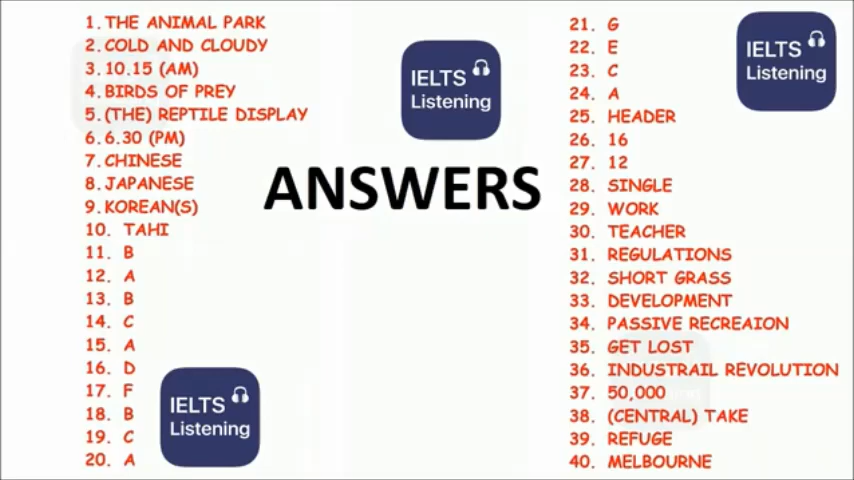 1. THE ANIMAL PARK
2. COLD AND CLOUDY
3. 10.15 (AM)
4. BIRDS OF PREY
5. (THE) REPTILE DISPLAY
6. 6.30 (PM)
7. CHINESE
8. JAPANESE
9. KOREAN(S)
10. TAHI
11. B
12. A
13. B
14. C
15. A
16. D
17. F
18. B
19. C
20. A
IELTS
Listening
ANSWERS
IELTS
Listening
21. G
22. E
23. C
24. A
25. HEADER
26. 16
27. 12
28. SINGLE
29. WORK
30. TEACHER
31. REGULATIONS
32. SHORT GRASS
33. DEVELOPMENT
34. PASSIVE RECREAION
35. GET LOST
36. INDUSTRAIL REVOLUTION
37. 50,000
38. (CENTRAL) TAKE
39. REFUGE
40. MELBOURNE
IELTS
Listening